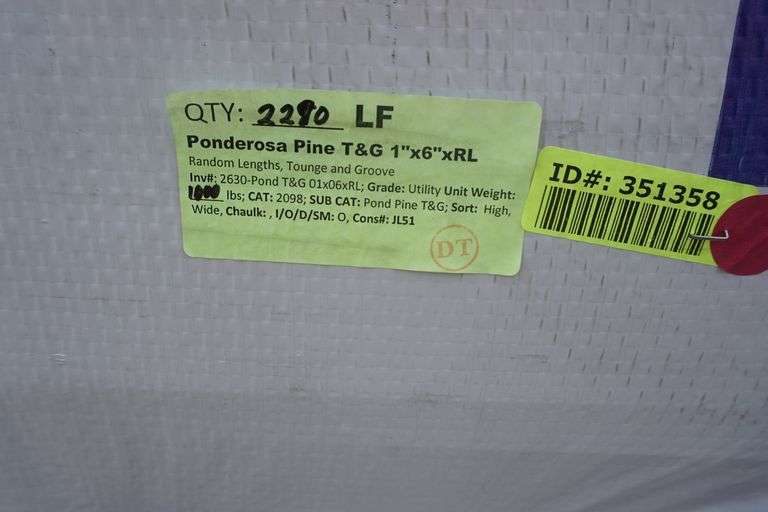 QTY: 2290 LF
Ponderosa Pine T&G 1"x6"xRL
Random Lengths, Tounge and Groove
Inv#: 2630-Pond T&G 01x06xRL; Grade: Utility Unit Weight:
1000 lbs; CAT: 2098; SUB CAT: Pond Pine T&G; Sort: High,
Wide, Chaulk: , I/O/D/SM: O, Cons#: JL51
DT
ID#: 351358